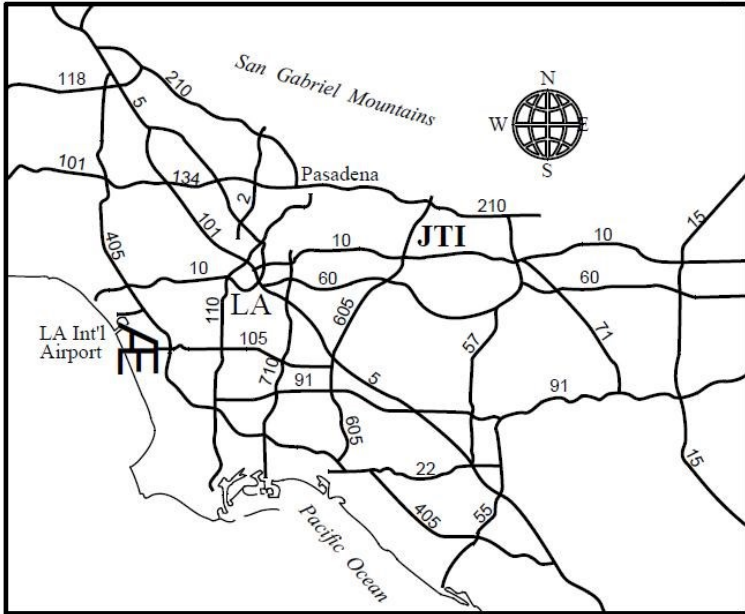 San Gabriel Mountains
N
118
210
5
W
E
S
101
134
2
Pasadena
101
210
15
405
JTI
10
10
10
60
60
LA
110
605
LA Int'l
Airport
105
710
57
71
91
5
91
605
22
15
405
55
Pacific Ocean